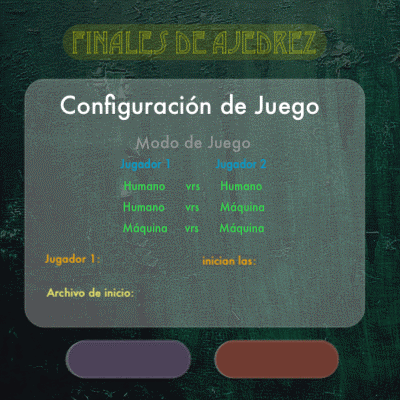 FINALES DE AJEDREZ
Configuración de Juego
Modo de Juego
Jugador 1 Jugador 2
Humano vrs Humano
Humano vrs Máquina
Máquina vrs Máquina
Jugador 1: inician las:
Archivo de inicio: